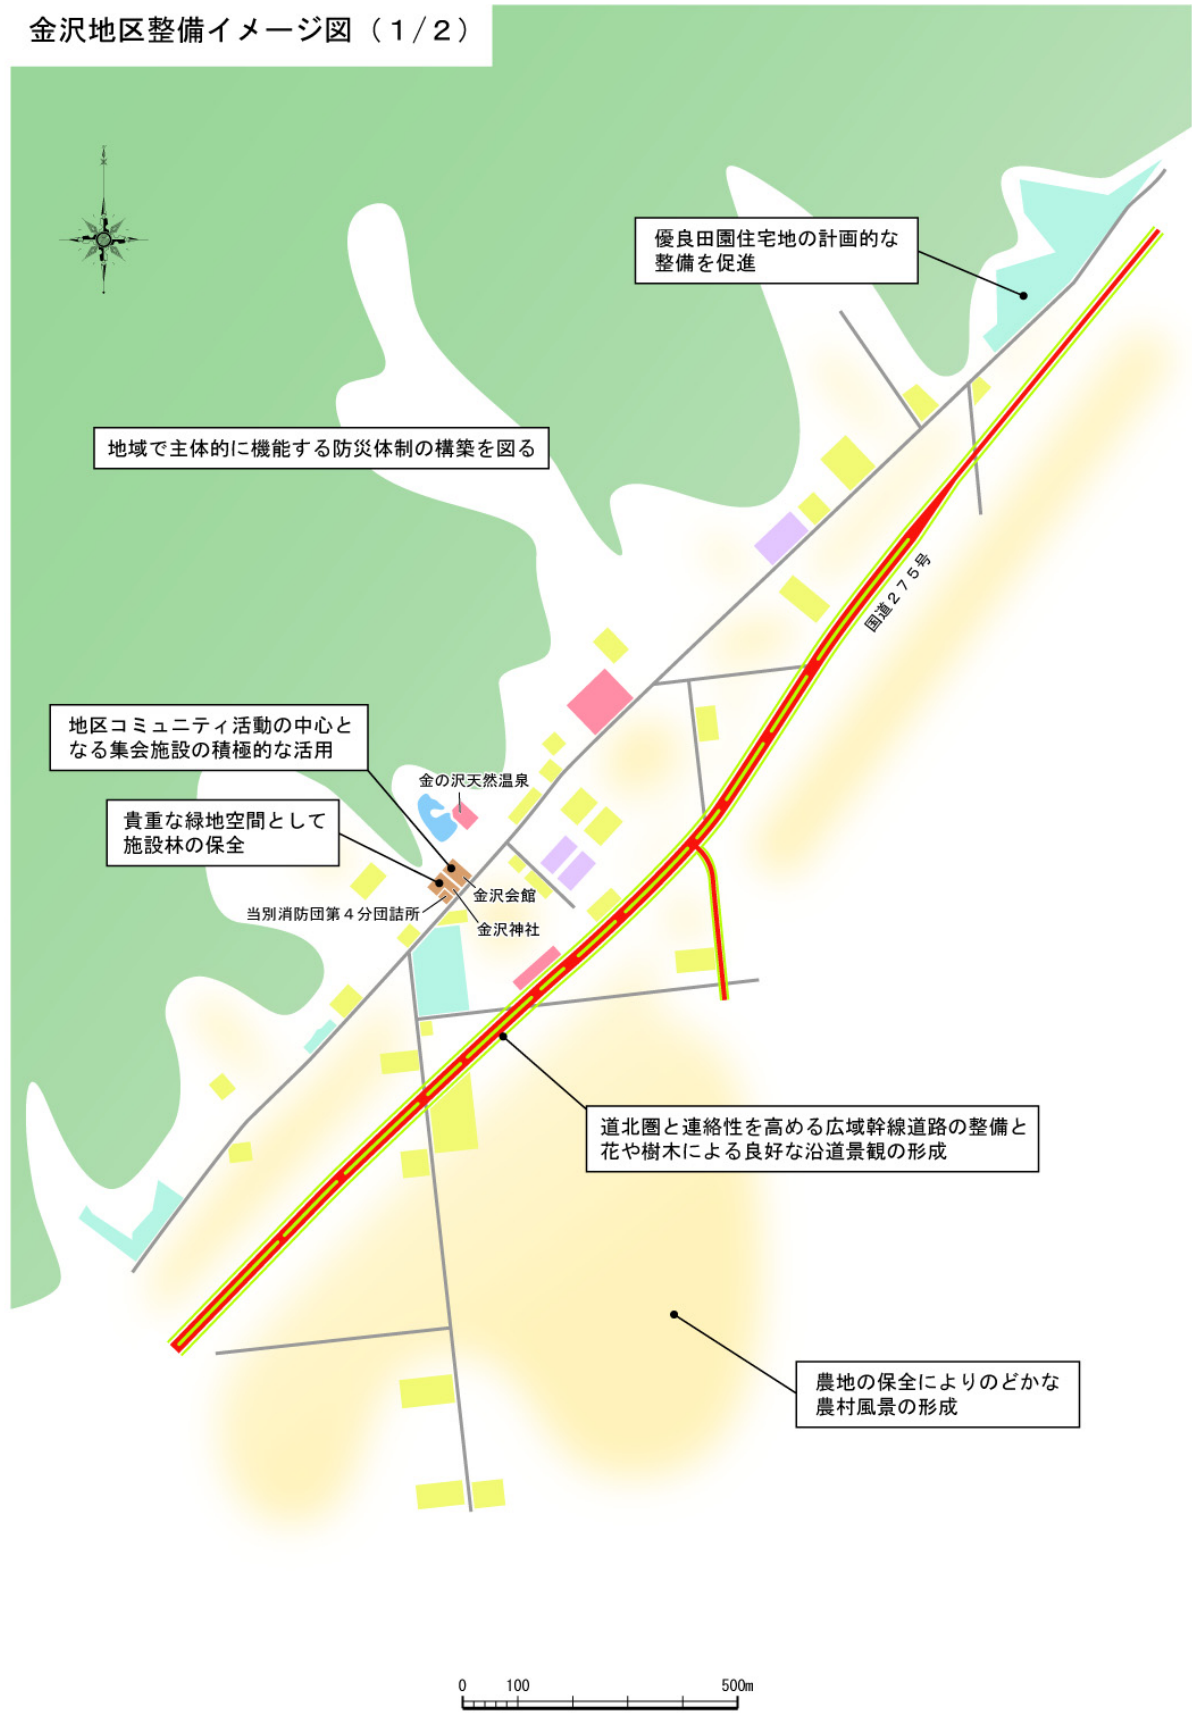 金沢地区整備イメージ図（１/２）
優良田園住宅地の計画的な
整備を促進
地域で主体的に機能する防災体制の構築を図る
国道２７５号
地区コミュニティ活動の中心と
なる集会施設の積極的な活用
金の沢天然温泉
貴重な緑地空間として
施設林の保全
金沢会館
当別消防団第４分団詰所
金沢神社
道北圏と連絡性を高める広域幹線道路の整備と
花や樹木による良好な沿道景観の形成
農地の保全によりのどかな
農村風景の形成
0 100 500m